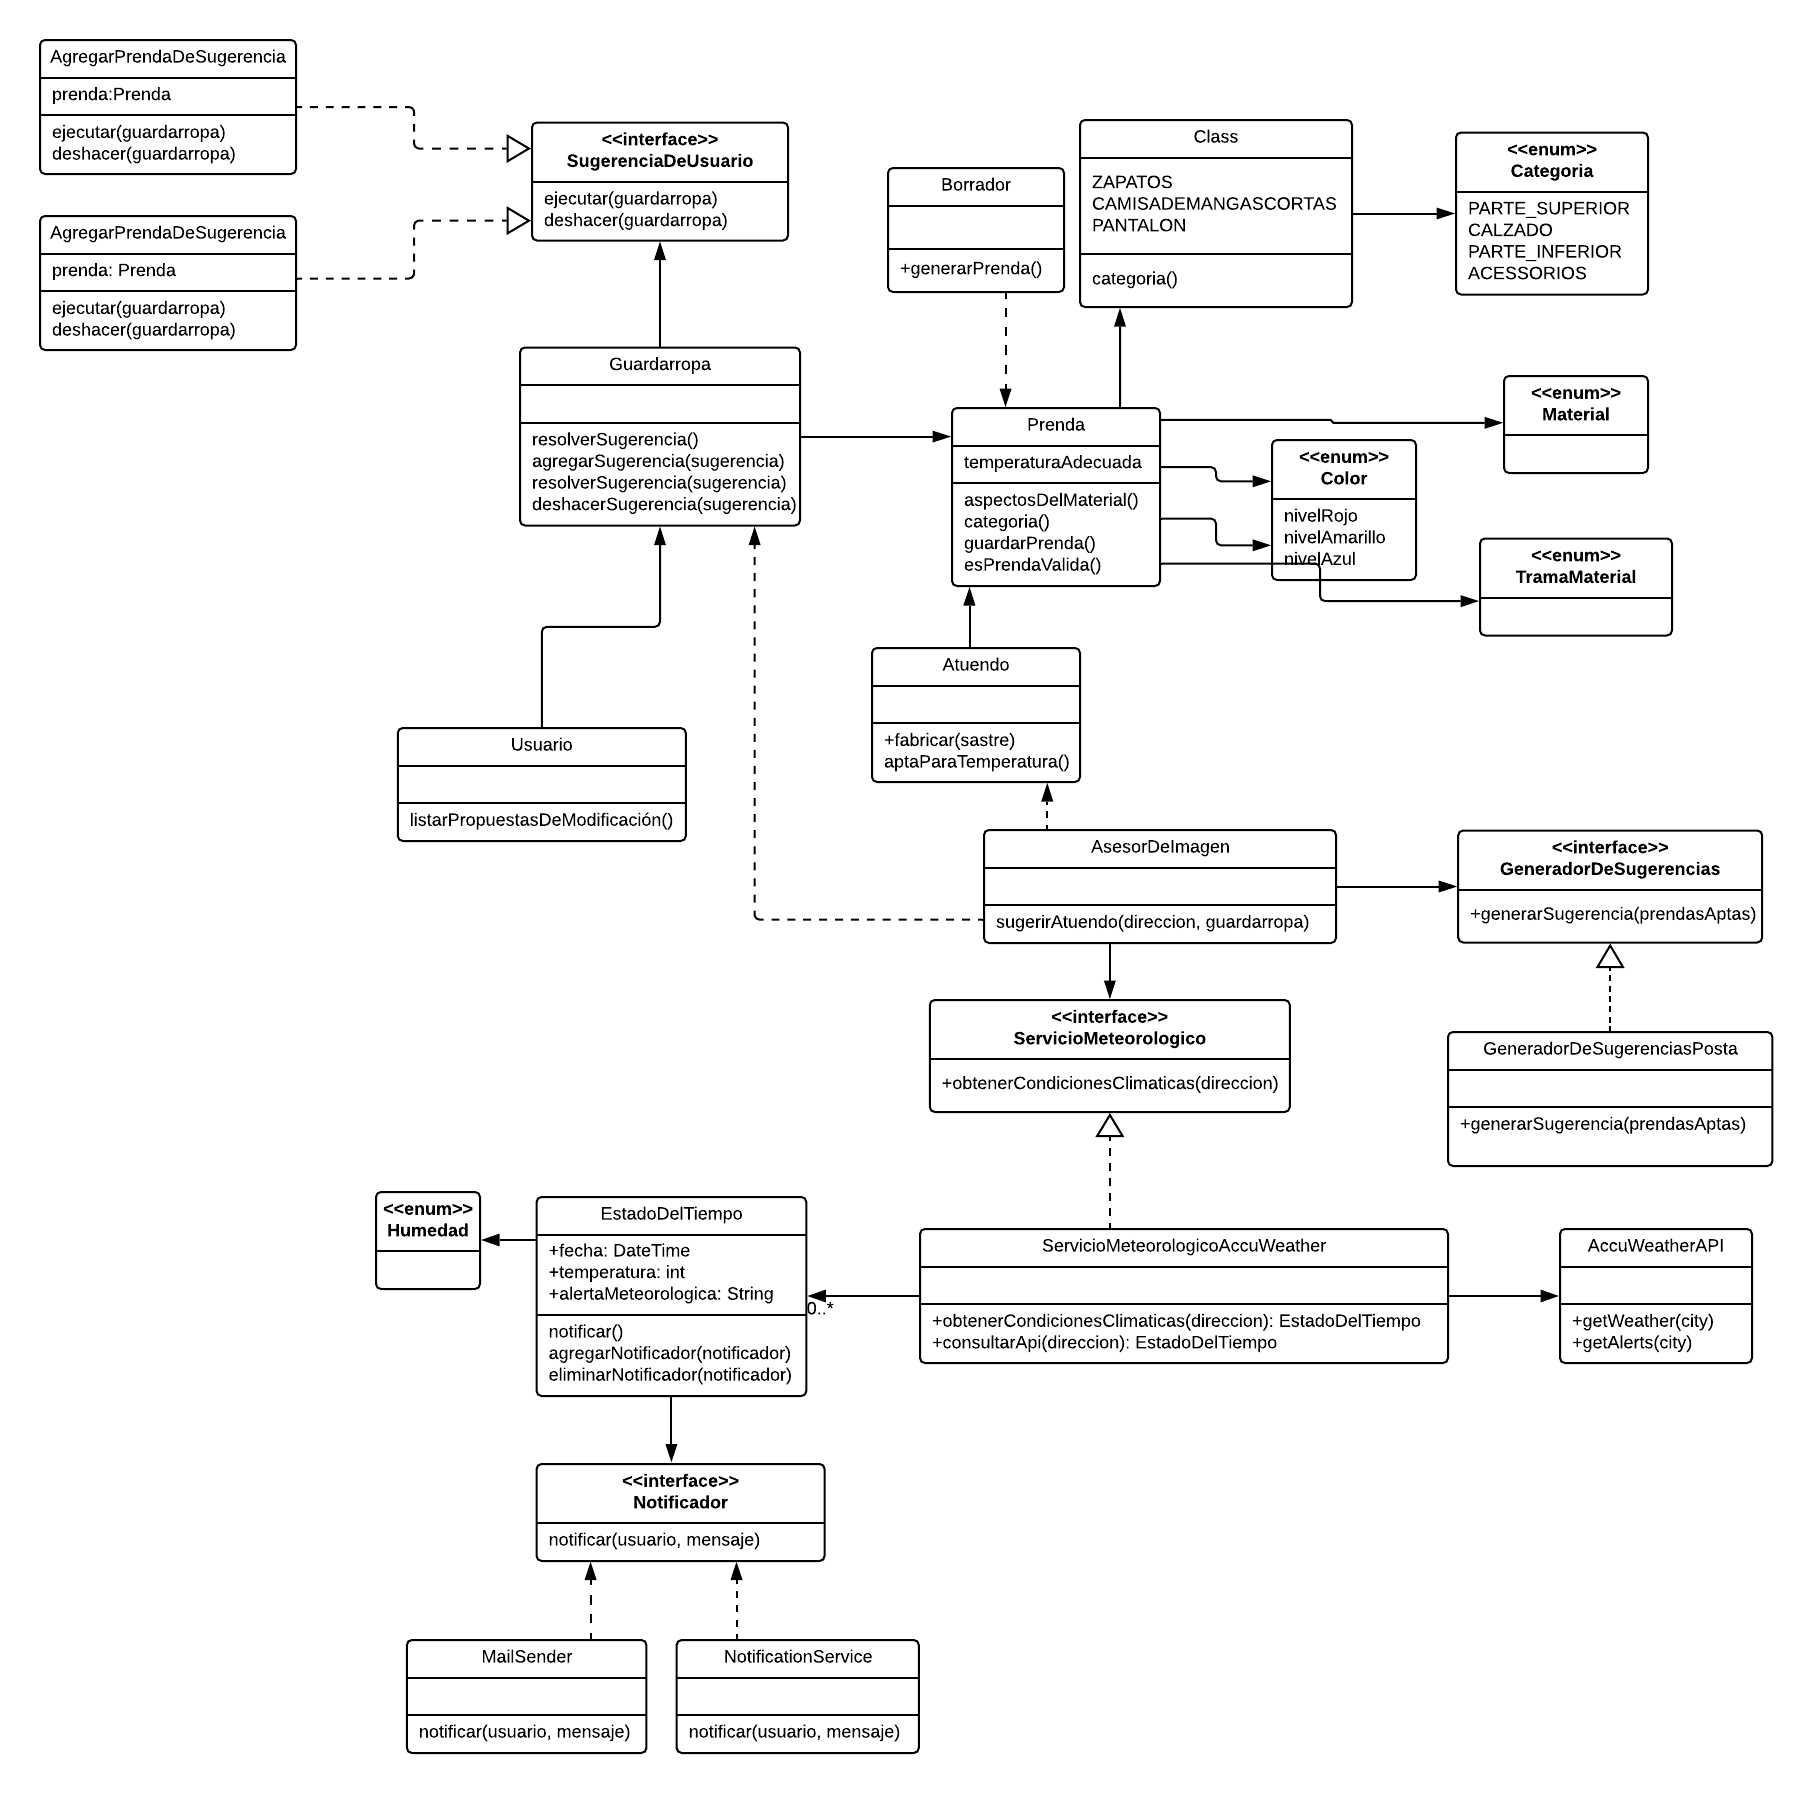 AgregarPrendaDeSugerencia
prenda:Prenda
ejecutar(guardarropa)
deshacer(guardarropa)
AgregarPrendaDeSugerencia
prenda: Prenda
ejecutar(guardarropa)
deshacer(guardarropa)
<<interface>>
SugerenciaDeUsuario
ejecutar(guardarropa)
deshacer(guardarropa)
Borrador
+generarPrenda()
Class
ZAPATOS
CAMISADEMANGASCORTAS
PANTALON
categoria()
<<enum>>
Categoria
PARTE_SUPERIOR
CALZADO
PARTE_INFERIOR
ACESSORIOS
Guardarropa
resolverSugerencia()
agregarSugerencia(sugerencia)
resolverSugerencia(sugerencia)
deshacerSugerencia(sugerencia)
Prenda
temperaturaAdecuada
aspectosDelMaterial()
categoria()
guardarPrenda()
esPrendaValida()
<<enum>>
Material
<<enum>>
Color
nivelRojo
nivelAmarillo
nivelAzul
<<enum>>
TramaMaterial
Atuendo
+fabricar(sastre)
aptaParaTemperatura()
Usuario
listarPropuestasDeModificación()
AsesorDeImagen
sugerirAtuendo(direccion, guardarropa)
<<interface>>
GeneradorDeSugerencias
+generarSugerencia(prendasAptas)
<<interface>>
ServicioMeteorologico
+obtenerCondicionesClimaticas(direccion)
GeneradorDeSugerenciasPosta
+generarSugerencia(prendasAptas)
<<enum>>
Humedad
EstadoDelTiempo
+fecha: DateTime
+temperatura: int
+alertaMeteorologica: String
notificar()
agregarNotificador(notificador)
eliminarNotificador(notificador)
0..*
ServicioMeteorologicoAccuWeather
+obtenerCondicionesClimaticas(direccion): EstadoDelTiempo
+consultarApi(direccion): EstadoDelTiempo
AccuWeatherAPI
+getWeather(city)
+getAlerts(city)
<<interface>>
Notificador
notificar(usuario, mensaje)
MailSender
notificar(usuario, mensaje)
NotificationService
notificar(usuario, mensaje)